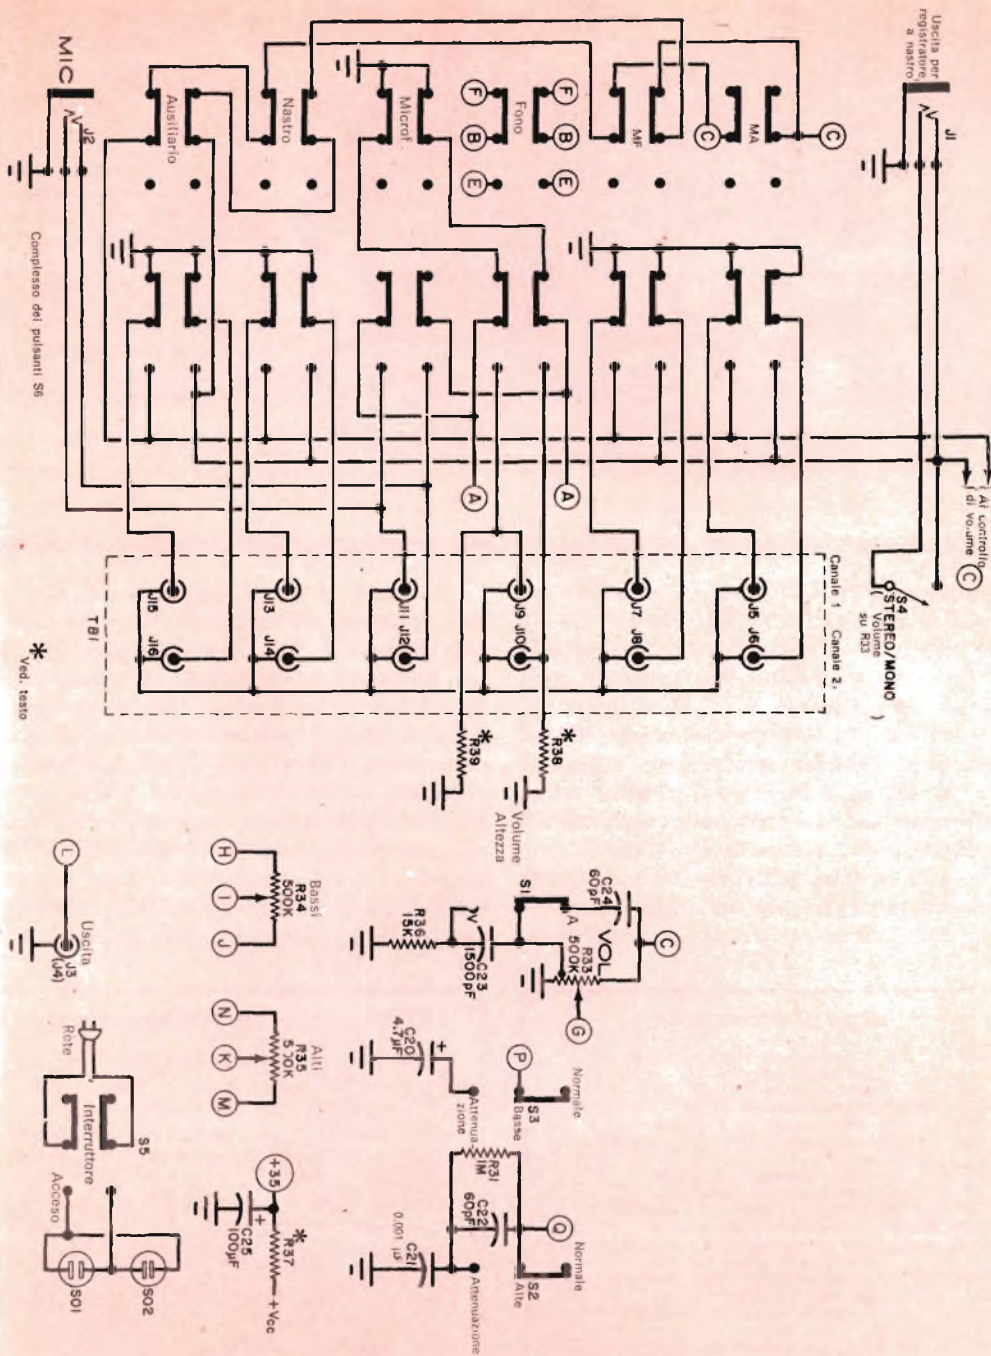 Uscita per
registratore
a nastro
J1
MIC
J2
Ausiliario
Nastro
Microf.
Fono
MF
MA
F
F
B
B
E
E
C
C
Complesso dei pulsanti S6
A
A
Al controllo
di volume
C
S4
STEREO/MONO
( Volume
su R33 )
Canale 1 Canale 2.
J15
J16
J13
J14
J11
J12
J9
J10
J7
J8
J5
J6
TB1
* Ved. testo
* R39
* R38
Volume
Altezza
S1
A
V
C24
60pF
VOL
R33
500K
C
G
C23
1500pF
R36
15K
Bassi
R34
500K
H
I
J
Alti
R35
N
K
M
L
Uscita
J3
(J4)
Rete
Interruttore
S5
Acceso
SO1
SO2
+35
* R37
+Vcc
C25
100µF
+
C20
4.7µF
+
Attenua-
zione
P
Basse
S3
Normale
R31
1M
C22
60pF
Q
C21
0.001 µF
Attenuazione
Alte
S2
Normale